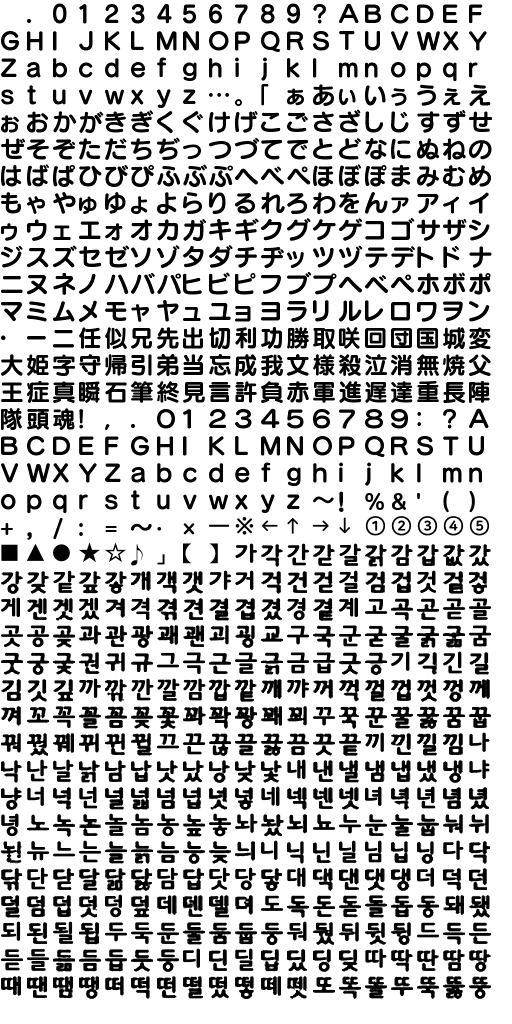 . 0 1 2 3 4 5 6 7 8 9 ? A B C D E F
G H I J K L M N O P Q R S T U V W X Y
Z a b c d e f g h i j k l m n o p q r
s t u v w x y z … 。 「 ぁ あ ぃ い ぅ う ぇ え
ぉ お か が き ぎ く ぐ け げ こ ご さ ざ し じ す ず せ
ぜ そ ぞ た だ ち ぢ っ つ づ て で と ど な に ぬ ね の
は ば ぱ ひ び ぴ ふ ぶ ぷ へ べ ぺ ほ ぼ ぽ ま み む め
も ゃ や ゅ ゆ ょ よ ら り る れ ろ わ を ん ァ ア ィ イ
ゥ ウ ェ エ ォ オ カ ガ キ ギ ク グ ケ ゲ コ ゴ サ ザ シ
ジ ス ズ セ ゼ ソ ゾ タ ダ チ ヂ ッ ツ ヅ テ デ ト ド ナ
ニ ヌ ネ ノ ハ バ パ ヒ ビ ピ フ ブ プ ヘ ベ ペ ホ ボ ポ
マ ミ ム メ モ ャ ヤ ュ ユ ョ ヨ ラ リ ル レ ロ ワ ヲ ン
・ ー 二 任 似 兄 先 出 切 利 功 勝 取 咲 回 団 国 城 変
大 姫 字 守 帰 引 弟 当 忘 成 我 文 様 殺 泣 消 無 焼 父
王 症 真 瞬 石 筆 終 見 言 許 負 赤 軍 進 遅 達 重 長 陣
隊 頭 魂 ! , . 0 1 2 3 4 5 6 7 8 9 : ? A
B C D E F G H I K L M N O P Q R S T U
V W X Y Z a b c d e f g h i j k l m n
o p q r s t u v w x y z ～ ! % & ' ( )
+ , / : = ～ · × ─ ※ ← ↑ → ↓ ① ② ③ ④ ⑤
■ ▲ ● ★ ☆ ♪ 」 【 】 가 각 간 갇 갈 갉 감 갑 값 갔
강 갖 같 갚 갛 개 객 갯 갸 거 걱 건 걷 걸 검 겁 것 겉 겋
게 겐 겟 겠 겨 격 겪 견 결 겹 겼 경 곁 계 고 곡 곤 곧 골
곳 공 곶 과 관 광 괘 괜 괴 굉 교 구 국 군 굳 굴 굵 굶 굼
굿 궁 궂 권 귀 규 그 극 근 글 긁 금 급 긋 긍 기 긱 긴 길
김 깃 깊 까 깎 깐 깔 깜 깝 깥 깨 꺄 꺼 꺽 껄 껍 껏 껑 께
껴 꼬 꼭 꼴 꼼 꽂 꽃 꽈 꽉 꽝 꽤 꾀 꾸 꾹 꾼 꿀 꿇 꿈 꿉
꿔 꿨 꿰 뀌 뀐 뀔 끄 끈 끊 끌 끓 끔 끗 끝 끼 낀 낄 낌 나
낙 난 날 낡 남 납 낫 났 낭 낮 낯 내 낸 낼 냄 냅 냈 냉 냐
냥 너 녁 넌 널 넓 넘 넙 넛 넣 네 넥 넨 넷 녀 녁 년 념 녔
녕 노 녹 논 놀 놈 농 높 놓 놔 놨 뇌 뇨 누 눈 눌 눕 눠 뉘
뉜 뉴 느 는 늘 늙 늠 능 늦 늬 니 닉 닌 닐 님 닙 닝 다 닥
닦 단 닫 달 닮 닳 담 답 닷 당 닿 대 댁 댄 댓 댕 더 덕 던
덜 덤 덥 덧 덩 덮 데 덴 델 뎌 도 독 돈 돋 돌 돕 동 돼 됐
되 된 될 됩 두 둑 둔 둘 둠 둡 둥 둬 뒀 뒤 뒷 뒹 드 득 든
듣 들 듦 듬 듭 듯 등 디 딘 딜 딥 딨 딩 딪 따 딱 딴 땀 땅
때 땐 땜 땡 떠 떡 떤 떨 떴 떻 떼 뗏 또 똑 똘 뚜 뚝 뚫 뚱